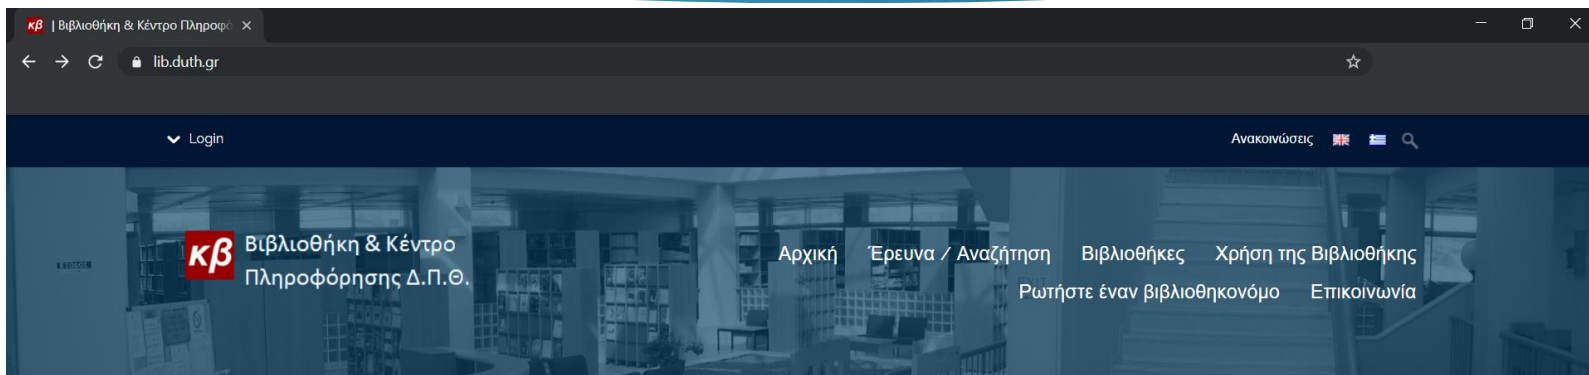 κβ | Βιβλιοθήκη & Κέντρο Πληροφό
lib.duth.gr
Login
Ανακοινώσεις
κβ Βιβλιοθήκη & Κέντρο
Πληροφόρησης Δ.Π.Θ.
Αρχική Έρευνα / Αναζήτηση Βιβλιοθήκες Χρήση της Βιβλιοθήκης
Ρωτήστε έναν βιβλιοθηκονόμο Επικοινωνία